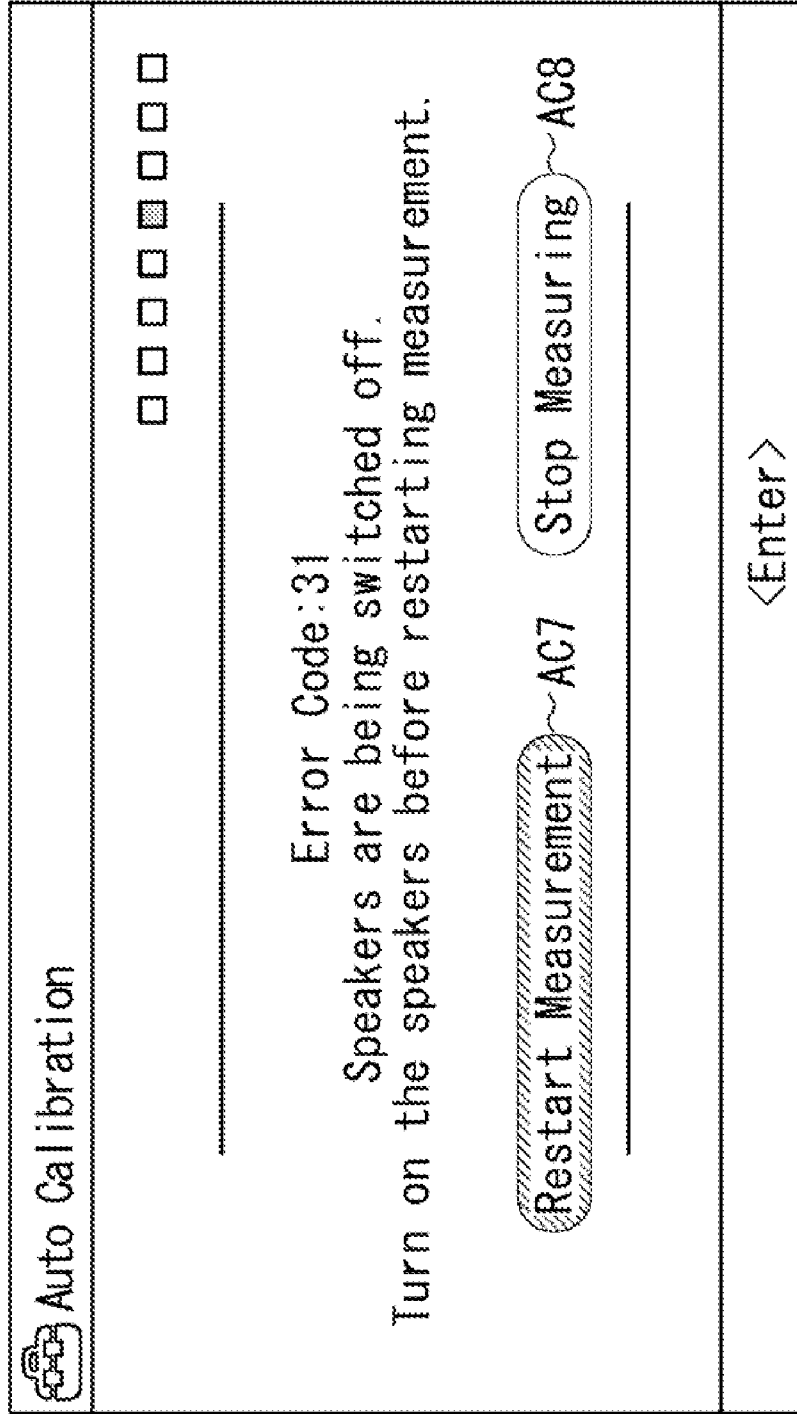 Auto Calibration
Error Code:31
Speakers are being switched off.
Turn on the speakers before restarting measurement.
Restart Measurement AC7 Stop Measuring AC8
<Enter>